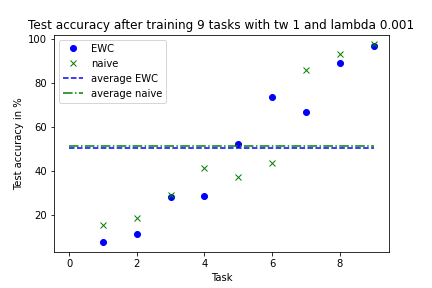 Test accuracy after training 9 tasks with tw 1 and lambda 0.001
100
80
60
40
20
Test accuracy in %
EWC
naive
average EWC
average naive
0
2
4
6
8
Task